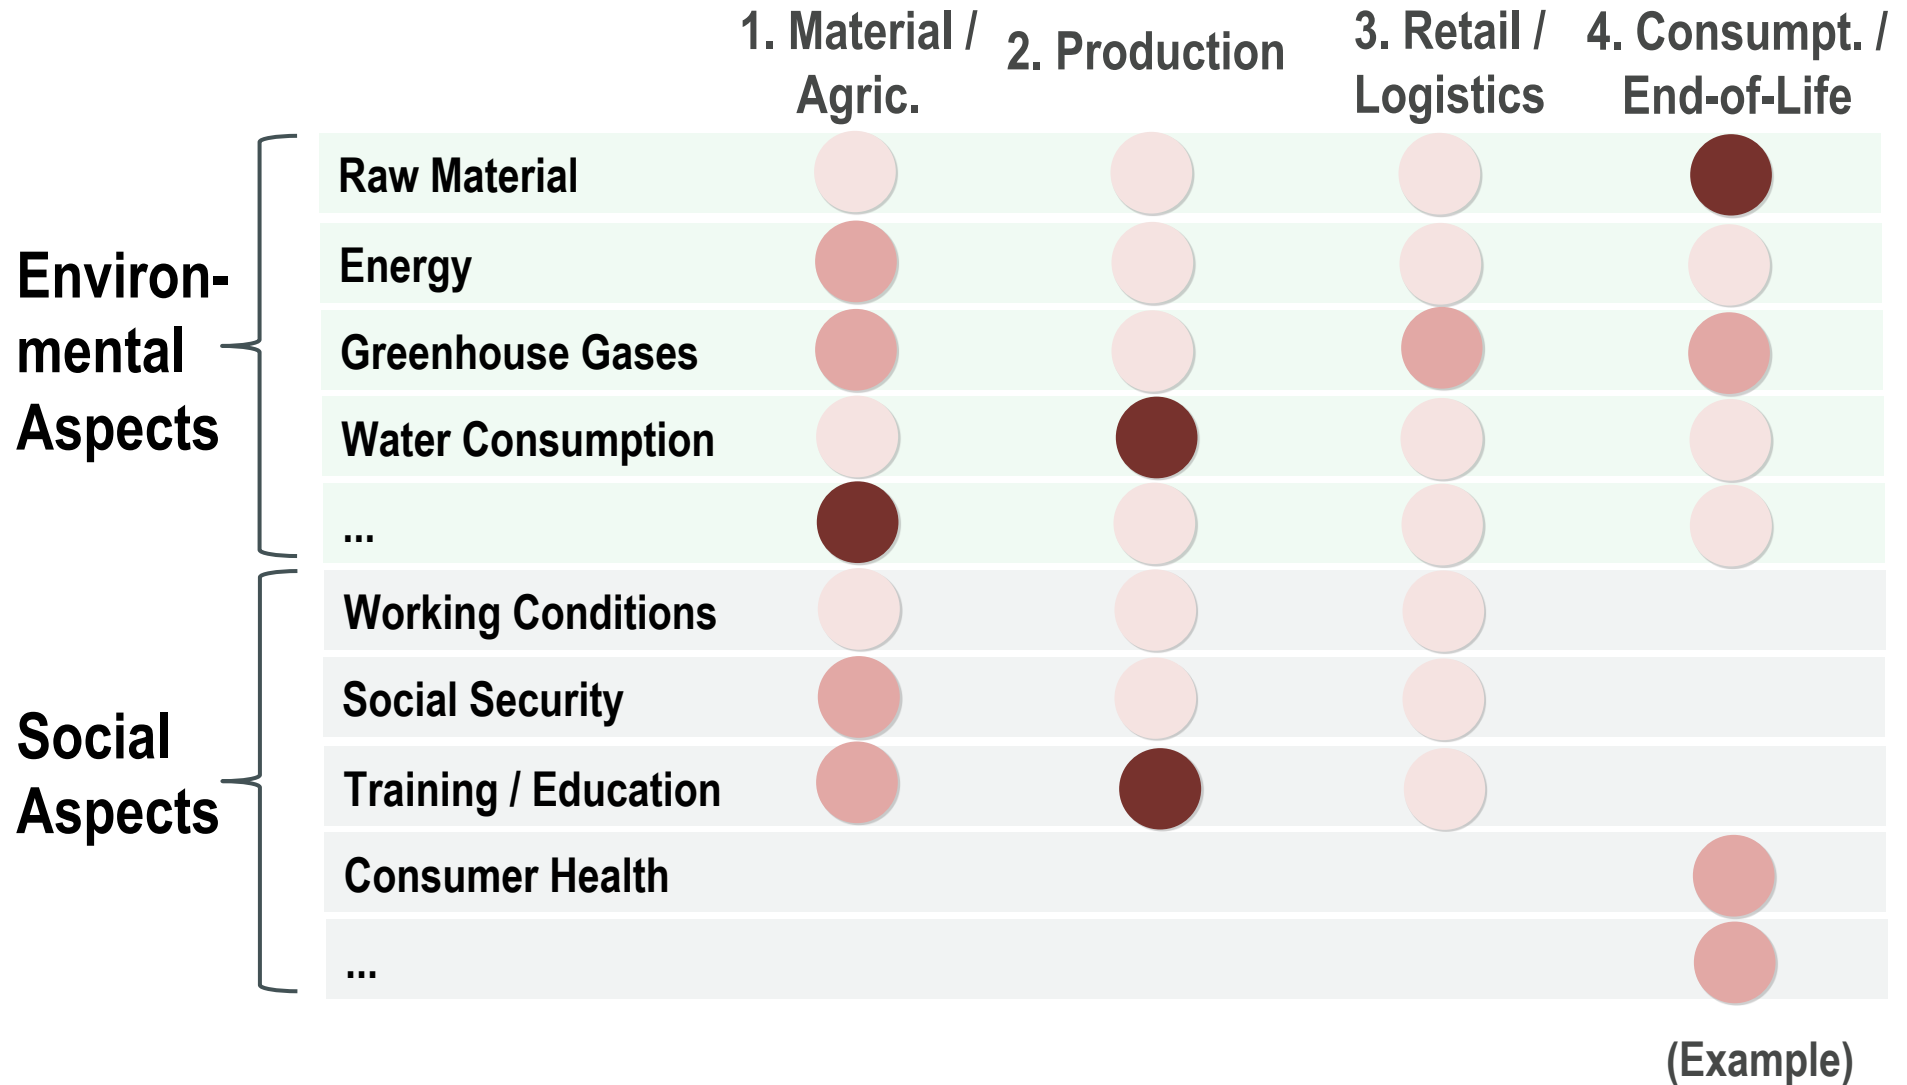 1. Material /
Agric.
2. Production
3. Retail /
Logistics
4. Consumpt. /
End-of-Life
Environ-
mental
Aspects
Raw Material
Energy
Greenhouse Gases
Water Consumption
...
Social
Aspects
Working Conditions
Social Security
Training / Education
Consumer Health
...
(Example)